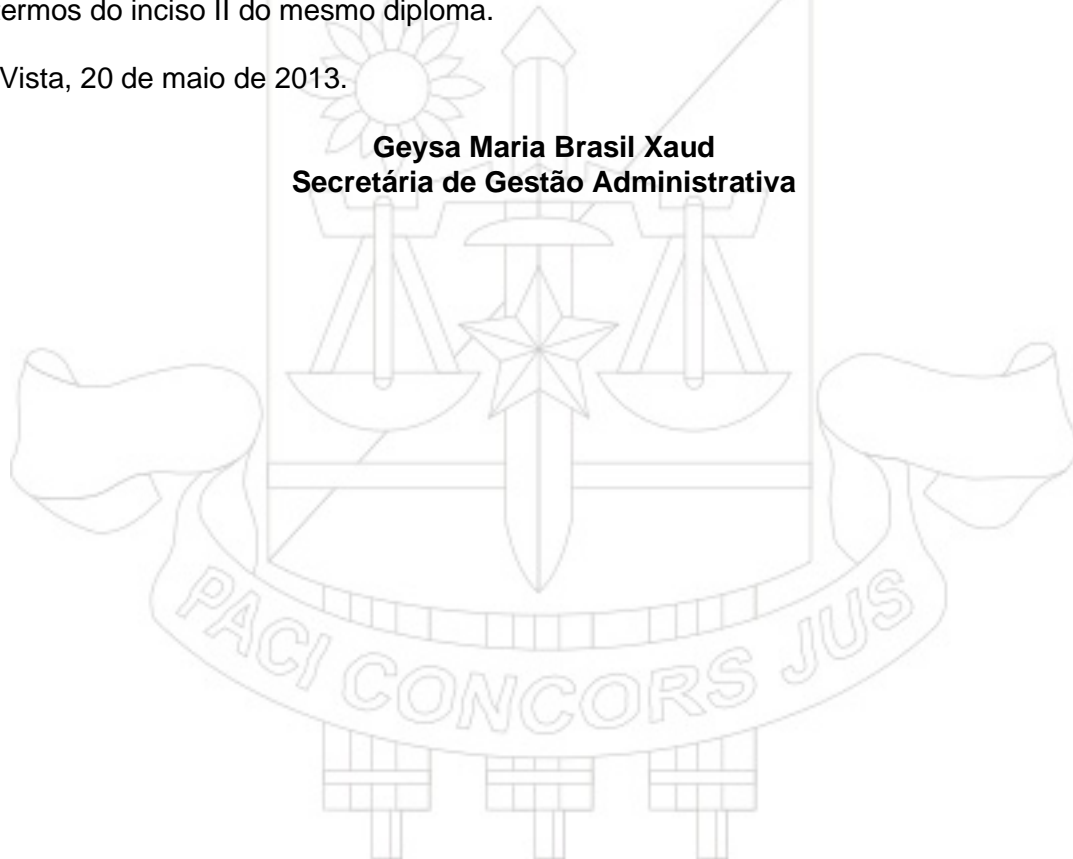 ermos do inciso II do mesmo diploma.
Vista, 20 de maio de 2013.
Geysa Maria Brasil Xaud
Secretária de Gestão Administrativa
PACI CONCORS JUS